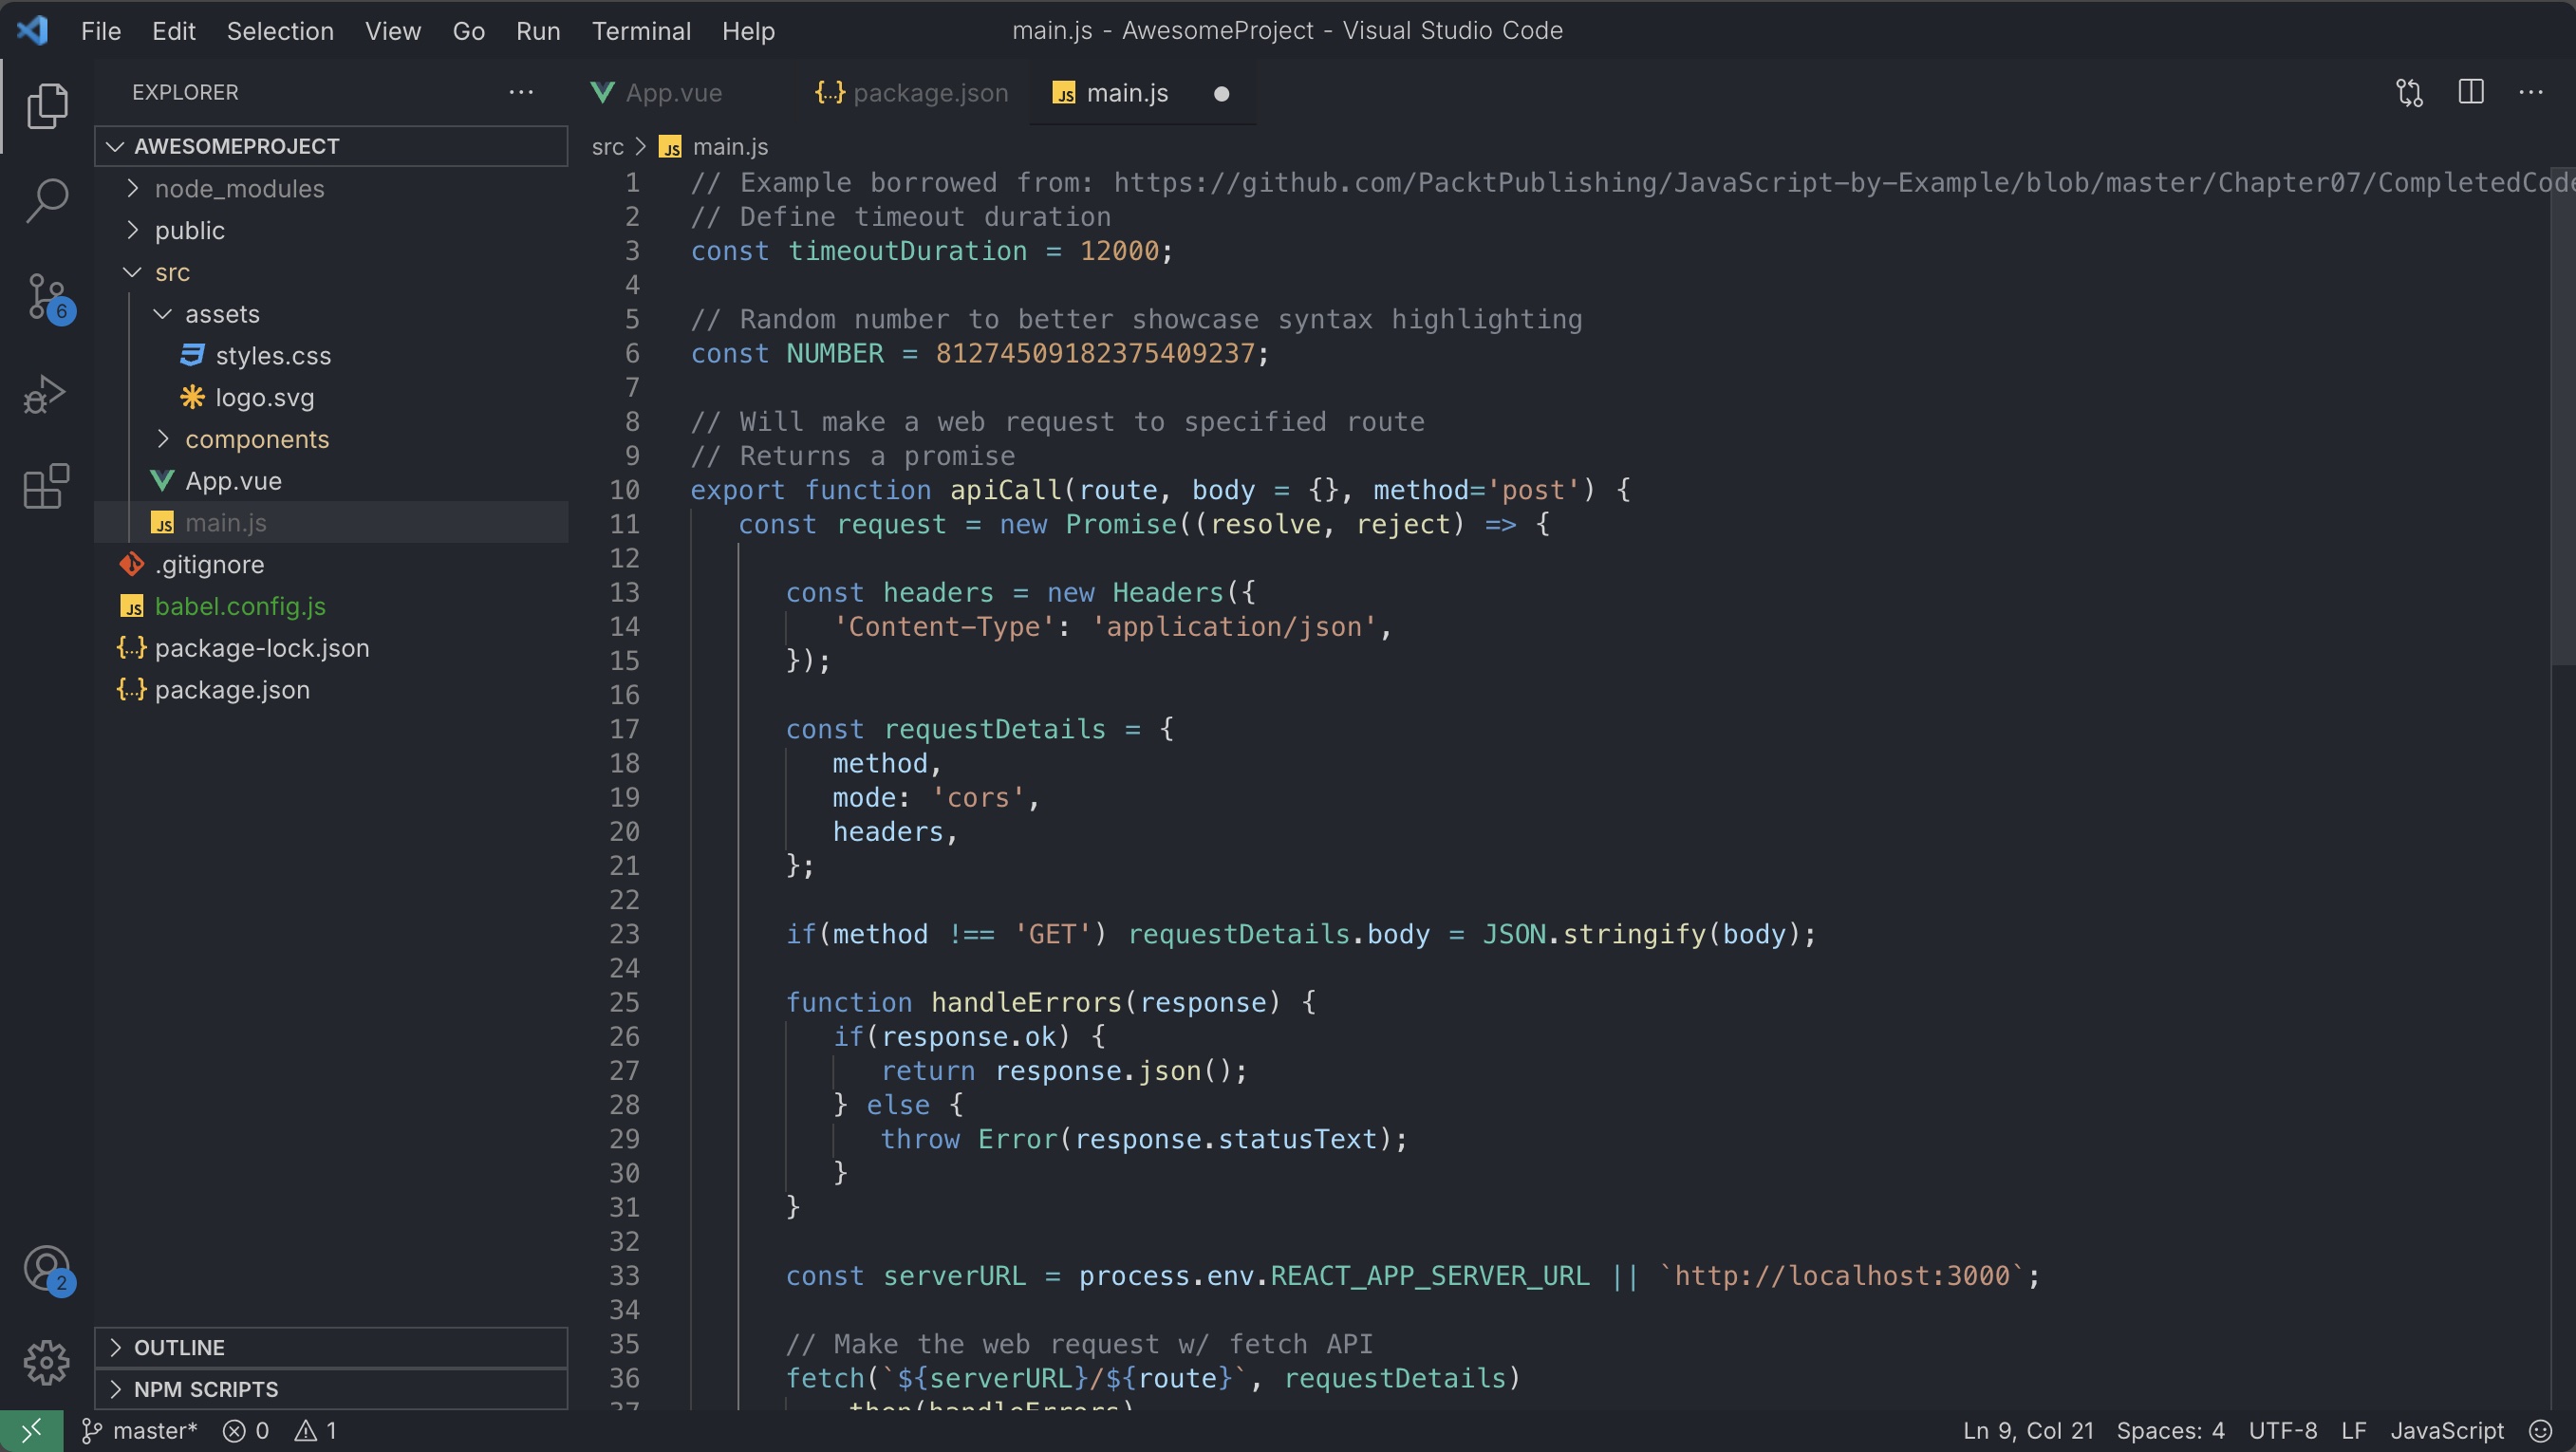 File Edit Selection View Go Run Terminal Help
main.js - AwesomeProject - Visual Studio Code
EXPLORER ...
AWESOMEPROJECT
node_modules
public
src
assets
styles.css
logo.svg
components
App.vue
JS main.js
.gitignore
JS babel.config.js
{...} package-lock.json
{...} package.json
OUTLINE
NPM SCRIPTS
6
2
App.vue {...} package.json JS main.js
src > JS main.js
1 // Example borrowed from: https://github.com/PacktPublishing/JavaScript-by-Example/blob/master/Chapter07/CompletedCode
2 // Define timeout duration
3 const timeoutDuration = 12000;
4
5 // Random number to better showcase syntax highlighting
6 const NUMBER = 81274509182375409237;
7
8 // Will make a web request to specified route
9 // Returns a promise
10 export function apiCall(route, body = {}, method='post') {
11 const request = new Promise((resolve, reject) => {
12
13 const headers = new Headers({
14 'Content-Type': 'application/json',
15 });
16
17 const requestDetails = {
18 method,
19 mode: 'cors',
20 headers,
21 };
22
23 if(method !== 'GET') requestDetails.body = JSON.stringify(body);
24
25 function handleErrors(response) {
26 if(response.ok) {
27 return response.json();
28 } else {
29 throw Error(response.statusText);
30 }
31 }
32
33 const serverURL = process.env.REACT_APP_SERVER_URL || `http://localhost:3000`;
34
35 // Make the web request w/ fetch API
36 fetch(`${serverURL}/${route}`, requestDetails)
37 .then(handleErrors)
master* 0 1
Ln 9, Col 21 Spaces: 4 UTF-8 LF JavaScript